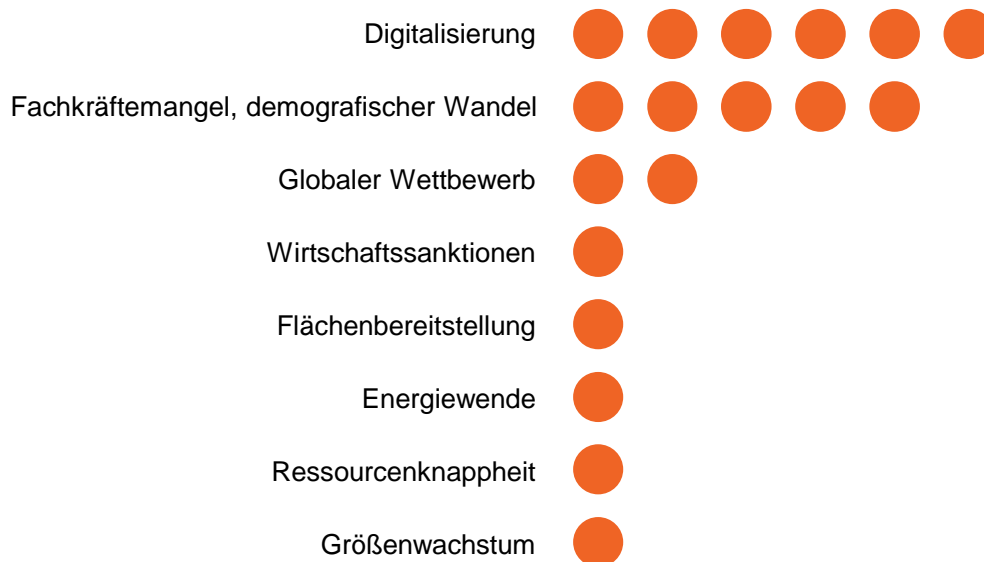 Digitalisierung
Fachkräftemangel, demografischer Wandel
Globaler Wettbewerb
Wirtschaftssanktionen
Flächenbereitstellung
Energiewende
Ressourcenknappheit
Größenwachstum